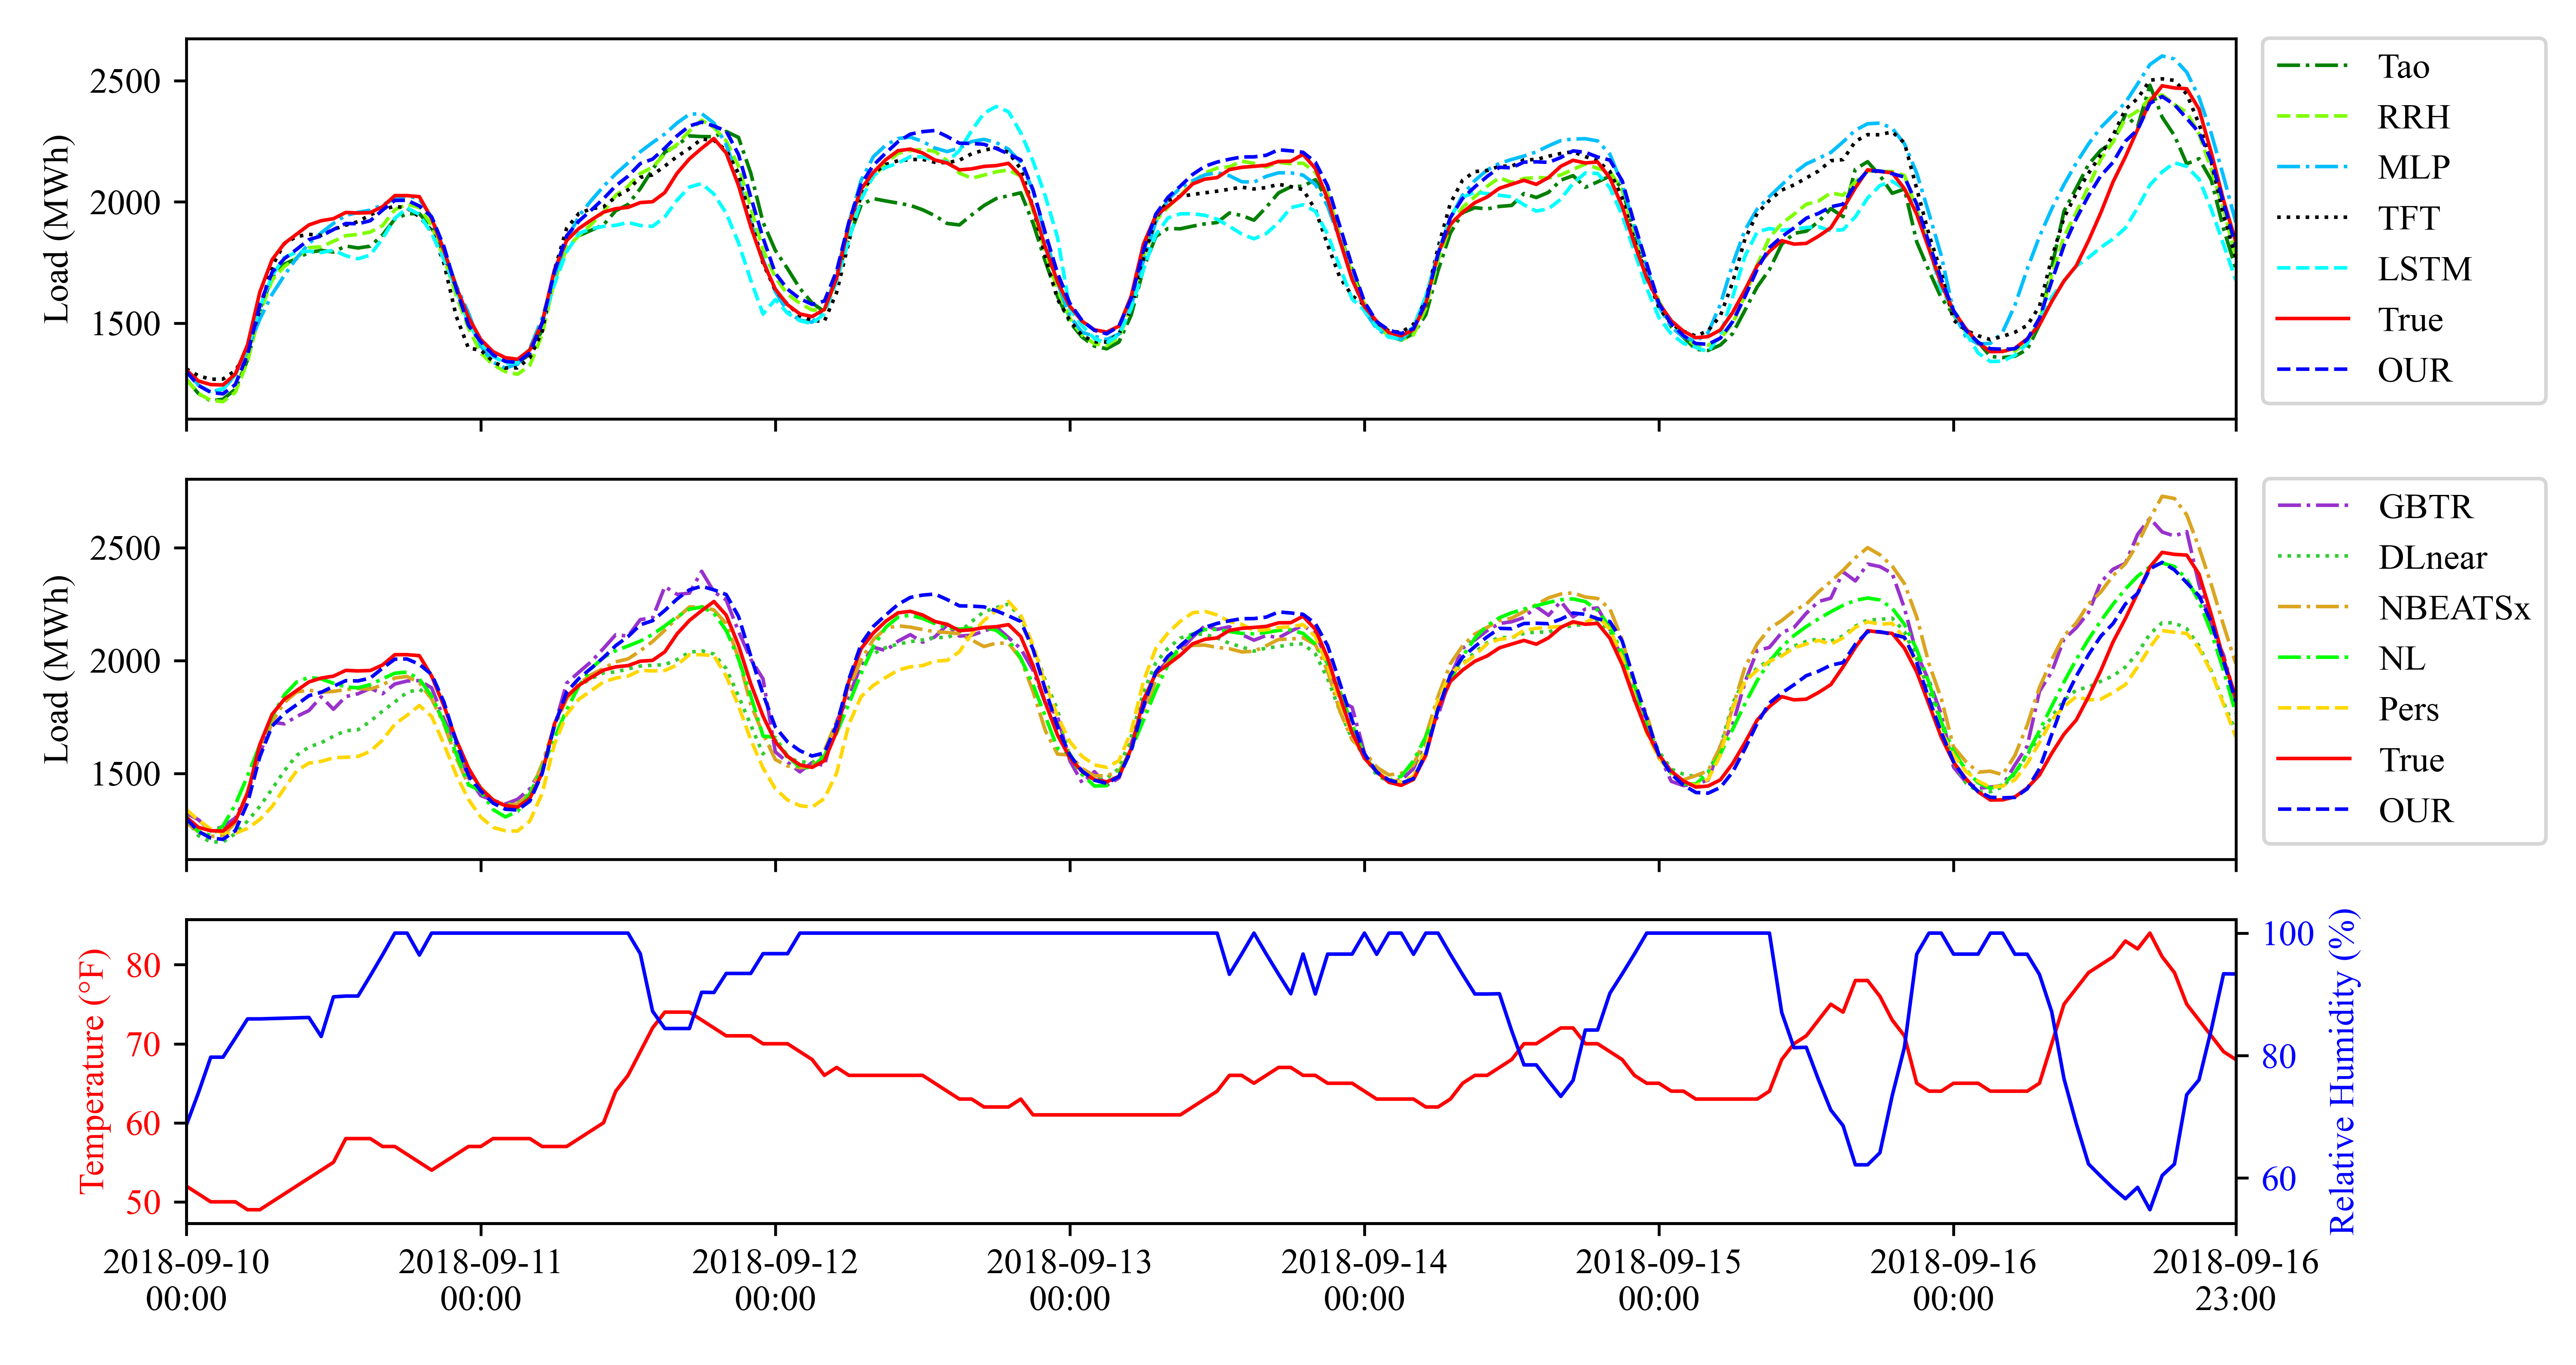 Load (MWh)
2500
2000
1500
Tao
RRH
MLP
TFT
LSTM
True
OUR
Load (MWh)
2500
2000
1500
GBTR
DLnear
NBEATSx
NL
Pers
True
OUR
Temperature (°F)
80
70
60
50
100
80
60
Relative Humidity (%)
2018-09-10 2018-09-11 2018-09-12 2018-09-13 2018-09-14 2018-09-15 2018-09-16 2018-09-16
00:00 00:00 00:00 00:00 00:00 00:00 00:00 23:00